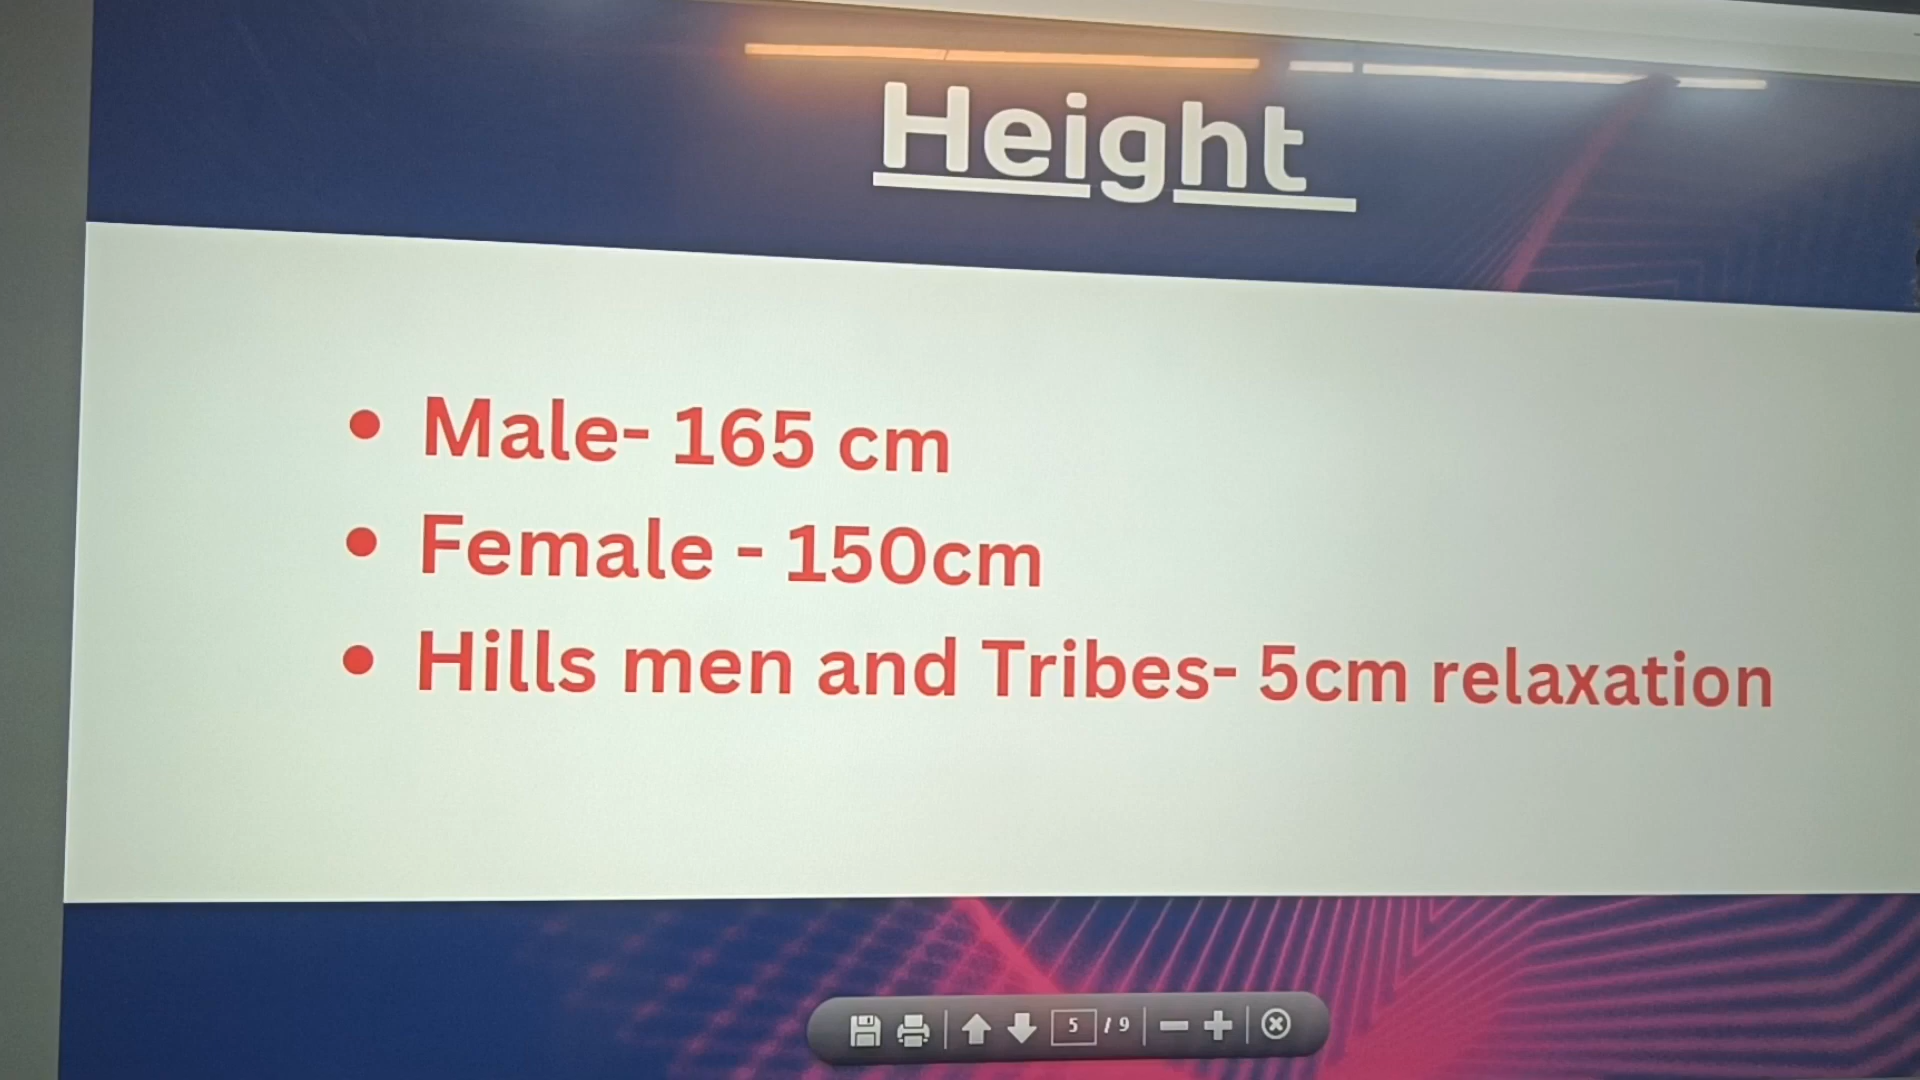 Height
• Male- 165 cm
• Female - 150cm
• Hills men and Tribes- 5cm relaxation
5 / 9